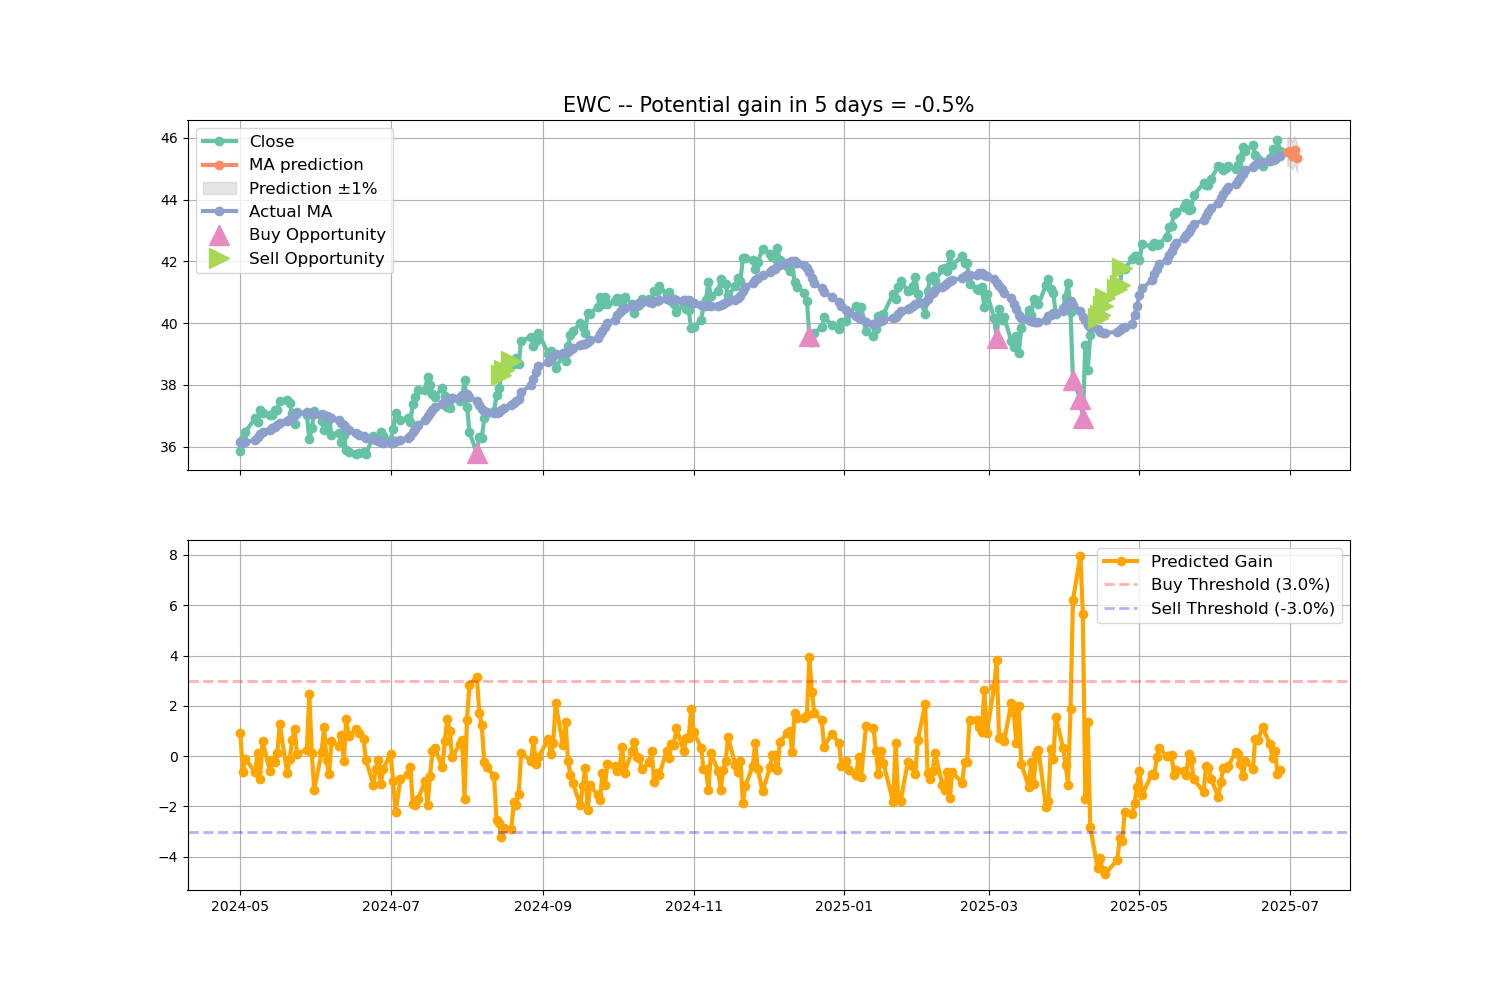 EWC -- Potential gain in 5 days = -0.5%
46
44
42
40
38
36
Close
MA prediction
Prediction ±1%
Actual MA
Buy Opportunity
Sell Opportunity
8
6
4
2
0
−2
−4
Predicted Gain
Buy Threshold (3.0%)
Sell Threshold (-3.0%)
2024-05
2024-07
2024-09
2024-11
2025-01
2025-03
2025-05
2025-07